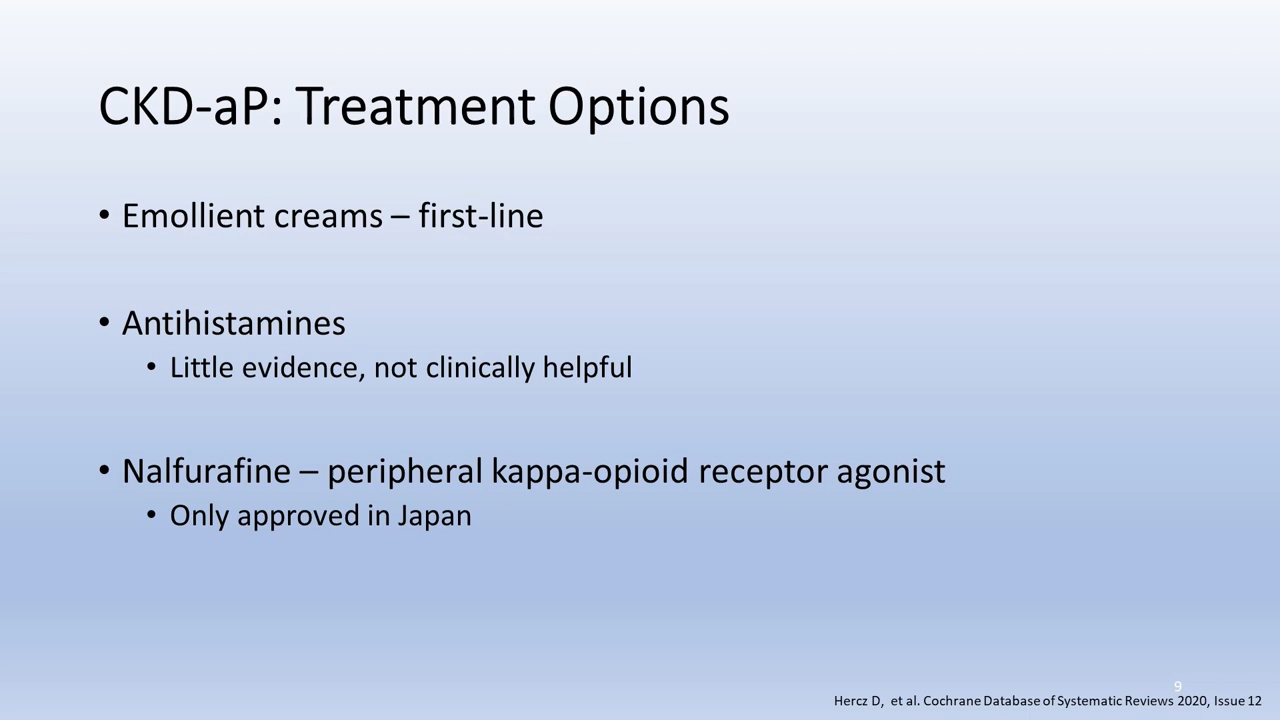 CKD-aP: Treatment Options
• Emollient creams – first-line
• Antihistamines
• Little evidence, not clinically helpful
• Nalfurafine – peripheral kappa-opioid receptor agonist
• Only approved in Japan
9
Hercz D, et al. Cochrane Database of Systematic Reviews 2020, Issue 12